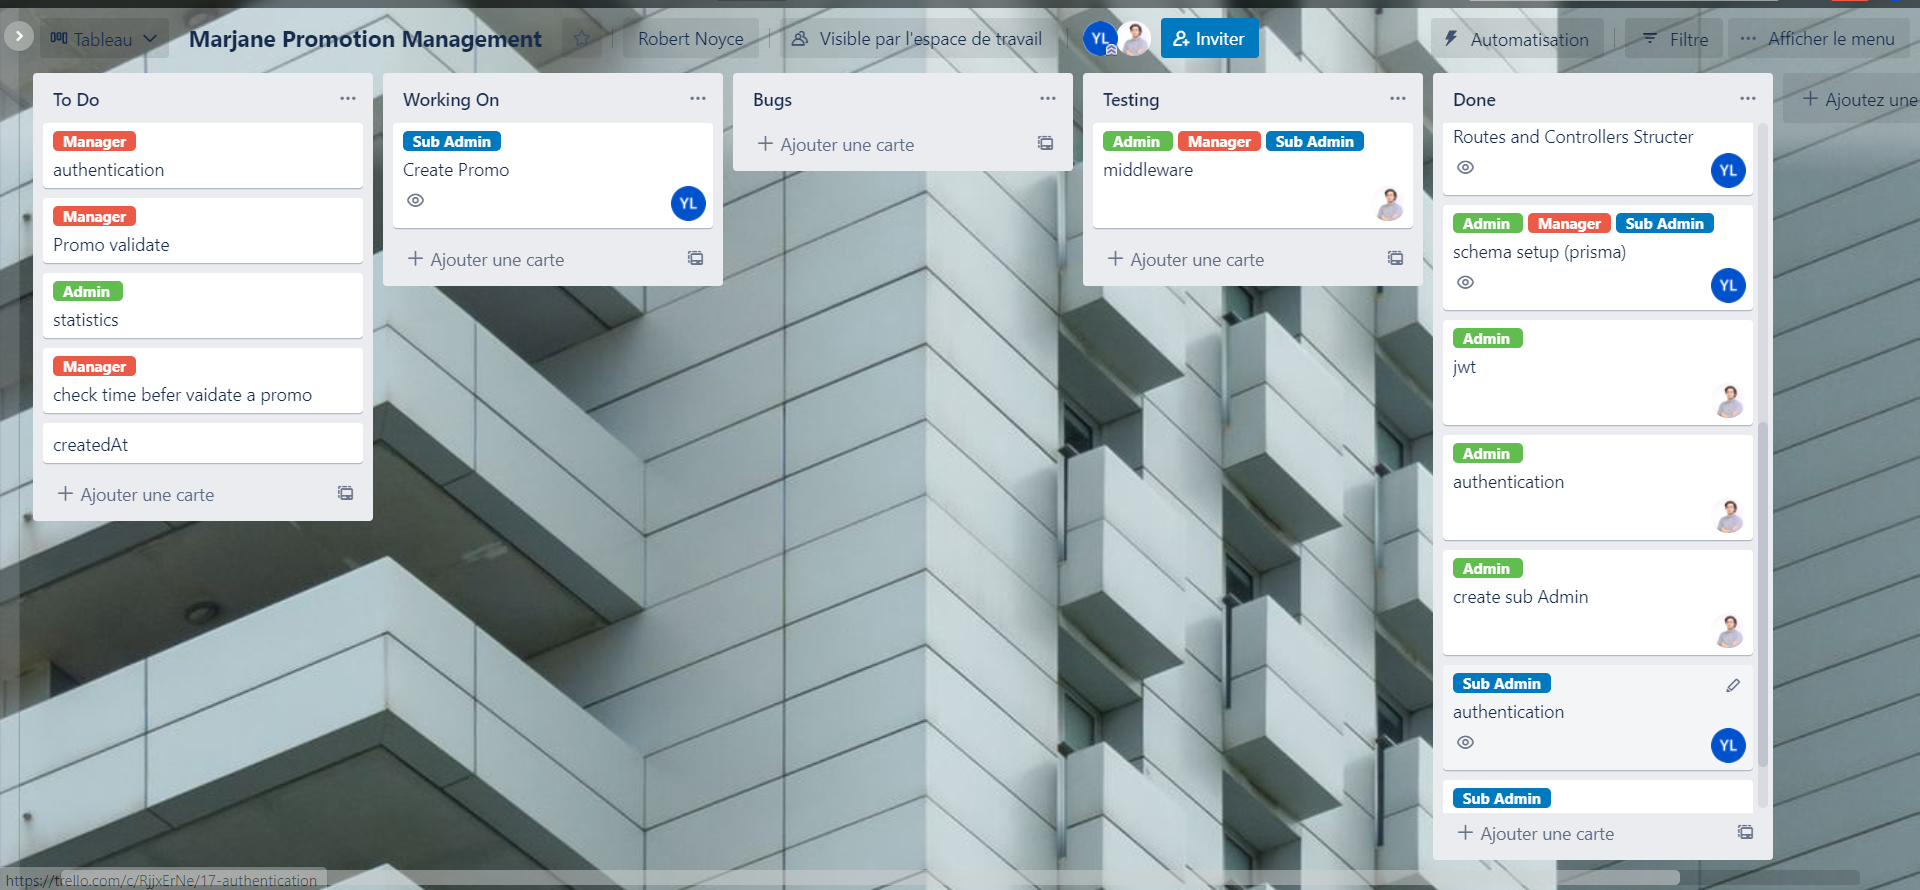 Tableau
Marjane Promotion Management
Robert Noyce
Visible par l'espace de travail
YL
Inviter
Automatisation
Filtre
Afficher le menu
To Do
Manager
authentication
Manager
Promo validate
Admin
statistics
Manager
check time befer vaidate a promo
createdAt
Ajouter une carte
Working On
Sub Admin
Create Promo
YL
Ajouter une carte
Bugs
Ajouter une carte
Testing
Admin Manager Sub Admin
middleware
Ajouter une carte
Done
Routes and Controllers Structer
YL
Admin Manager Sub Admin
schema setup (prisma)
YL
Admin
jwt
Admin
authentication
Admin
create sub Admin
Sub Admin
authentication
YL
Sub Admin
Ajouter une carte
Ajoutez une
https://trello.com/c/RjjxErNe/17-authentication